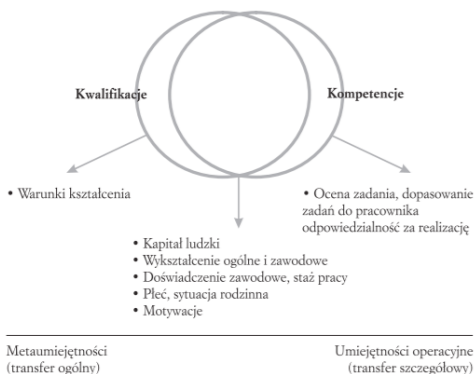 Kwalifikacje
Kompetencje
• Warunki kształcenia
• Ocena zadania, dopasowanie
zadań do pracownika
odpowiedzialność za realizację
• Kapitał ludzki
• Wykształcenie ogólne i zawodowe
• Doświadczenie zawodowe, staż pracy
• Płeć, sytuacja rodzinna
• Motywacje
Metaumiejętności
(transfer ogólny)
Umiejętności operacyjne
(transfer szczegółowy)